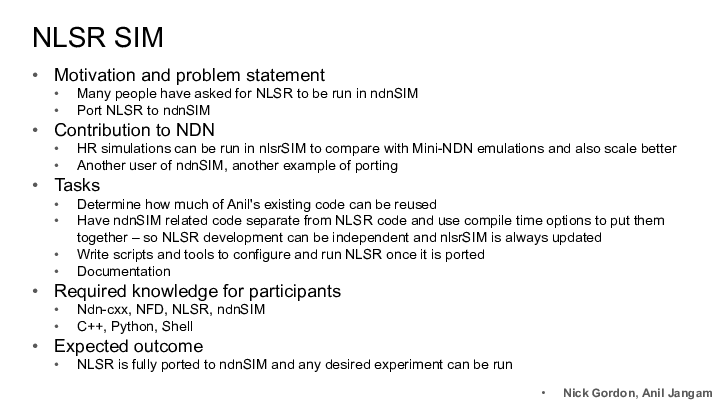 NLSR SIM
• Motivation and problem statement
• Many people have asked for NLSR to be run in ndnSIM
• Port NLSR to ndnSIM
• Contribution to NDN
• HR simulations can be run in nlsrSIM to compare with Mini-NDN emulations and also scale better
• Another user of ndnSIM, another example of porting
• Tasks
• Determine how much of Anil's existing code can be reused
• Have ndnSIM related code separate from NLSR code and use compile time options to put them
together – so NLSR development can be independent and nlsrSIM is always updated
• Write scripts and tools to configure and run NLSR once it is ported
• Documentation
• Required knowledge for participants
• Ndn-cxx, NFD, NLSR, ndnSIM
• C++, Python, Shell
• Expected outcome
• NLSR is fully ported to ndnSIM and any desired experiment can be run
• Nick Gordon, Anil Jangam